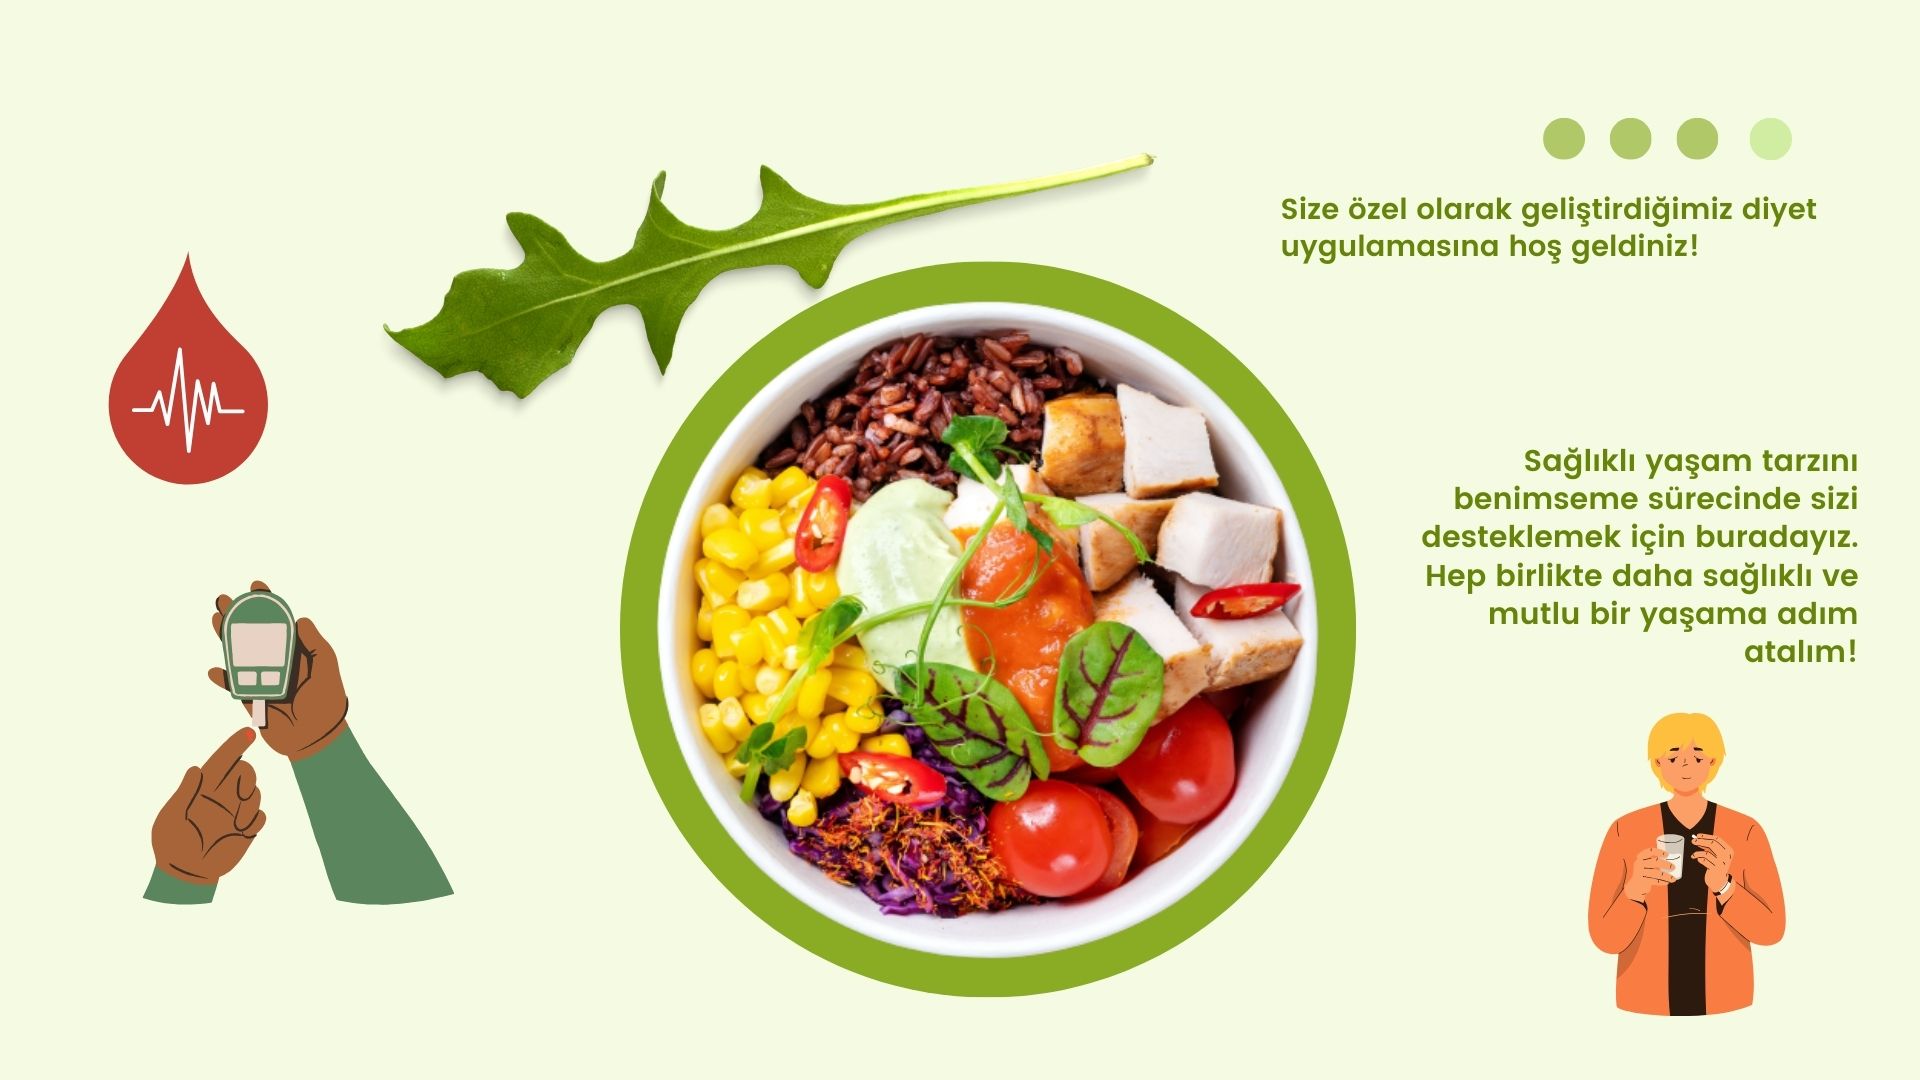 Size özel olarak geliştirdiğimiz diyet
uygulamasına hoş geldiniz!
Sağlıklı yaşam tarzını
benimseme sürecinde sizi
desteklemek için buradayız.
Hep birlikte daha sağlıklı ve
mutlu bir yaşama adım
atalım!